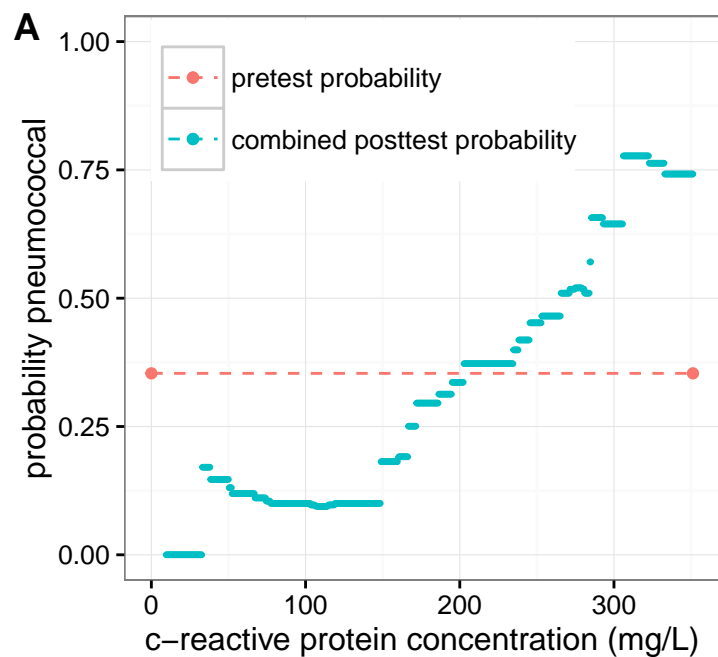 A
1.00
0.75
0.50
0.25
0.00
probability pneumococcal
pretest probability
combined posttest probability
0
100
200
300
c−reactive protein concentration (mg/L)